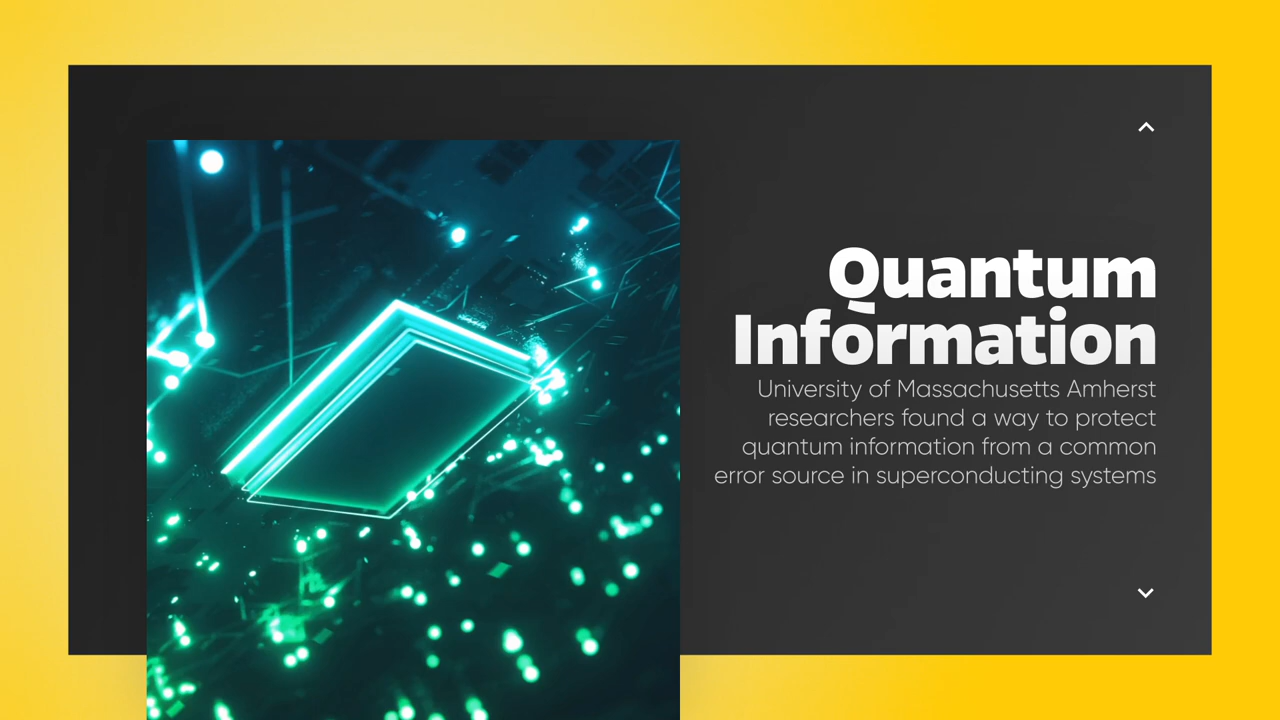 Quantum
Information
University of Massachusetts Amherst
researchers found a way to protect
quantum information from a common
error source in superconducting systems